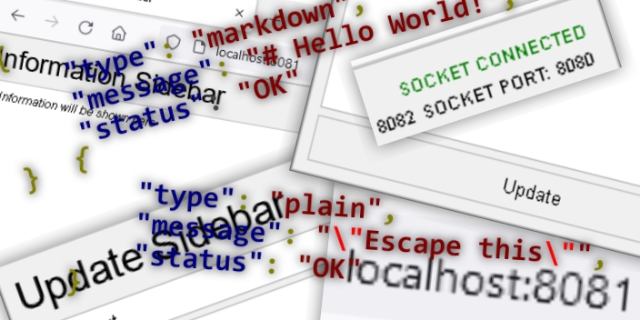 localhost:8081
Information Sidebar
Information will be shown
"type": "markdown",
"message": "# Hello World!",
"status": "OK"
}
{
SOCKET CONNECTED
8082 SOCKET PORT: 8080
Update
"type": "plain",
"message": "\"Escape this\"",
"status": "OK"
}
Update Sidebar
localhost:8081